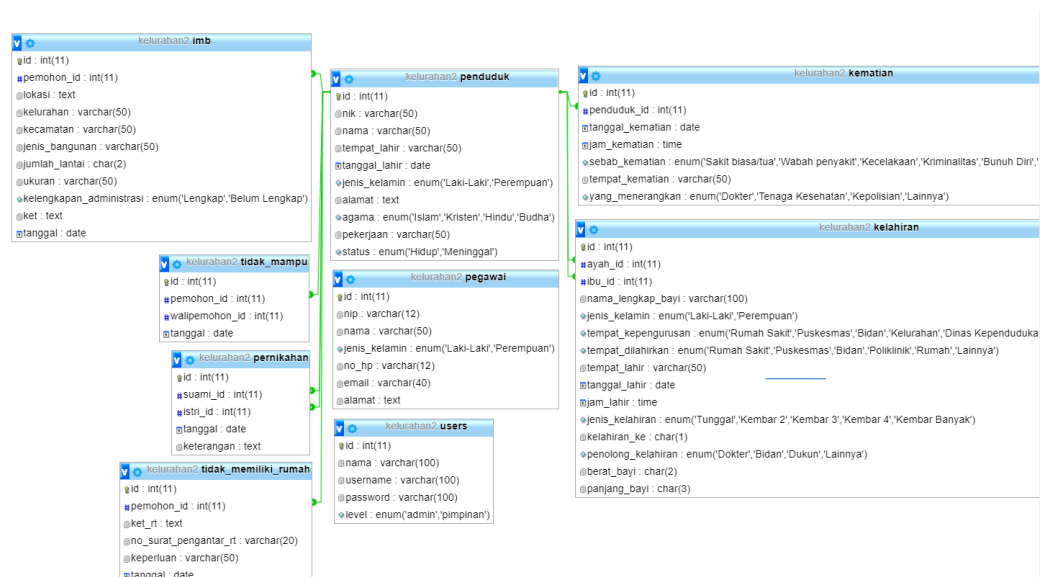 kelurahan2 imb
id : int(11)
pemohon_id : int(11)
lokasi : text
kelurahan : varchar(50)
kecamatan : varchar(50)
jenis_bangunan : varchar(50)
jumlah_lantai : char(2)
ukuran : varchar(50)
kelengkapan_administrasi : enum('Lengkap','Belum Lengkap')
ket : text
tanggal : date
kelurahan2 tidak_mampu
id : int(11)
pemohon_id : int(11)
walipemohon_id : int(11)
tanggal : date
kelurahan2 pernikahan
id : int(11)
suami_id : int(11)
istri_id : int(11)
tanggal : date
keterangan : text
kelurahan2 tidak_memiliki_rumah
id : int(11)
pemohon_id : int(11)
ket_rt : text
no_surat_pengantar_rt : varchar(20)
keperluan : varchar(50)
tanggal : date
kelurahan2 penduduk
id : int(11)
nik : varchar(50)
nama : varchar(50)
tempat_lahir : varchar(50)
tanggal_lahir : date
jenis_kelamin : enum('Laki-Laki','Perempuan')
alamat : text
agama : enum('Islam','Kristen','Hindu','Budha')
pekerjaan : varchar(50)
status : enum('Hidup','Meninggal')
kelurahan2 pegawai
id : int(11)
nip : varchar(12)
nama : varchar(50)
jenis_kelamin : enum('Laki-Laki','Perempuan')
no_hp : varchar(12)
email : varchar(40)
alamat : text
kelurahan2 users
id : int(11)
nama : varchar(100)
username : varchar(100)
password : varchar(100)
level : enum('admin','pimpinan')
kelurahan2 kematian
id : int(11)
penduduk_id : int(11)
tanggal_kematian : date
jam_kematian : time
sebab_kematian : enum('Sakit biasa/tua','Wabah penyakit','Kecelakaan','Kriminalitas','Bunuh Diri','
tempat_kematian : varchar(50)
yang_menerangkan : enum('Dokter','Tenaga Kesehatan','Kepolisian','Lainnya')
kelurahan2 kelahiran
id : int(11)
ayah_id : int(11)
ibu_id : int(11)
nama_lengkap_bayi : varchar(100)
jenis_kelamin : enum('Laki-Laki','Perempuan')
tempat_kepengurusan : enum('Rumah Sakit','Puskesmas','Bidan','Kelurahan','Dinas Kependuduka
tempat_dilahirkan : enum('Rumah Sakit','Puskesmas','Bidan','Poliklinik','Rumah','Lainnya')
tempat_lahir : varchar(50)
tanggal_lahir : date
jam_lahir : time
jenis_kelahiran : enum('Tunggal','Kembar 2','Kembar 3','Kembar 4','Kembar Banyak')
kelahiran_ke : char(1)
penolong_kelahiran : enum('Dokter','Bidan','Dukun','Lainnya')
berat_bayi : char(2)
panjang_bayi : char(3)